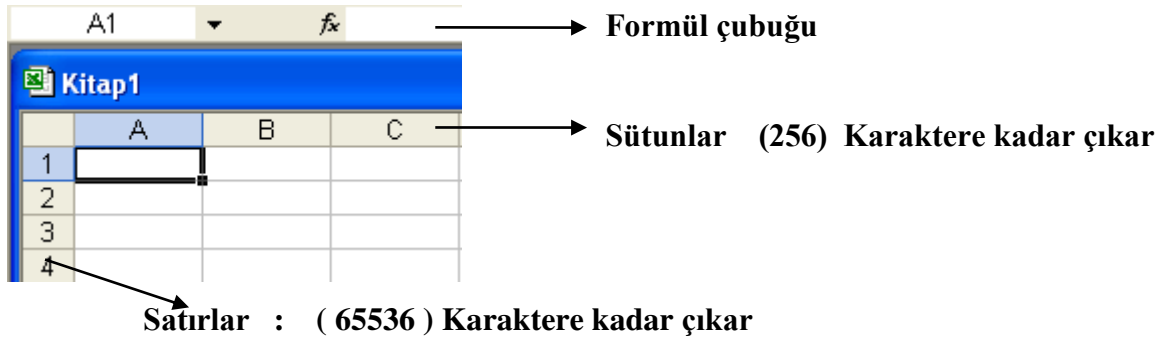 A1 fx Formül çubuğu
Kitap1
A B C Sütunlar (256) Karaktere kadar çıkar
1
2
3
4
Satırlar : ( 65536 ) Karaktere kadar çıkar